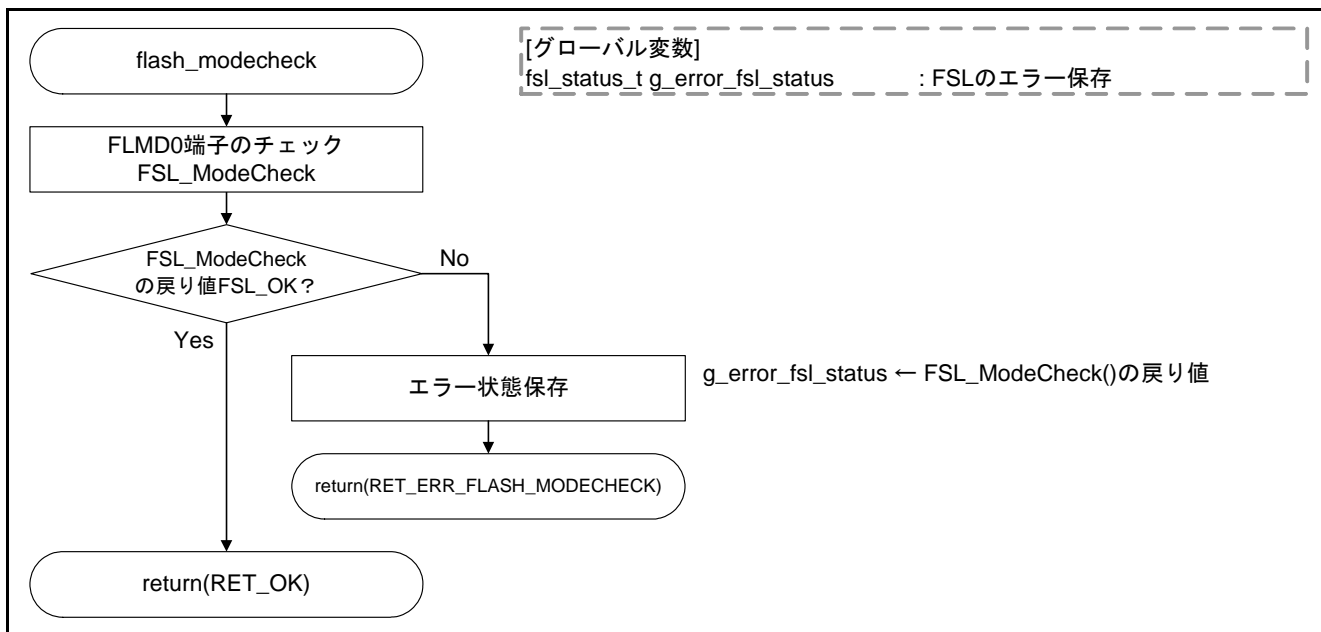 flash_modecheck
[グローバル変数]
fsl_status_t g_error_fsl_status : FSLのエラー保存
FLMD0端子のチェック
FSL_ModeCheck
FSL_ModeCheck
の戻り値FSL_OK?
No
Yes
エラー状態保存
g_error_fsl_status ← FSL_ModeCheck()の戻り値
return(RET_ERR_FLASH_MODECHECK)
return(RET_OK)